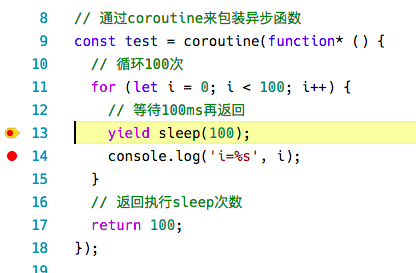 8 // 通过coroutine来包装异步函数
9 const test = coroutine(function* () {
10 // 循环100次
11 for (let i = 0; i < 100; i++) {
12 // 等待100ms再返回
13 yield sleep(100);
14 console.log('i=%s', i);
15 }
16 // 返回执行sleep次数
17 return 100;
18 });
19